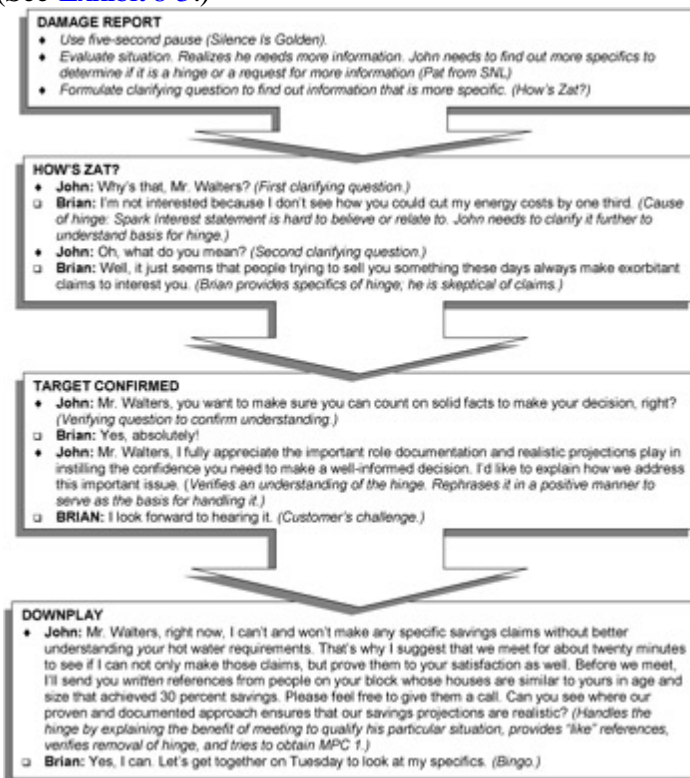 (See Exhibit 8-3.)
DAMAGE REPORT
♦ Use five-second pause (Silence Is Golden).
♦ Evaluate situation. Realizes he needs more information. John needs to find out more specifics to
determine if it is a hinge or a request for more information (Pat from SNL)
♦ Formulate clarifying question to find out information that is more specific. (How's Zat?)
HOW'S ZAT?
♦ John: Why's that, Mr. Walters? (First clarifying question.)
❑ Brian: I'm not interested because I don't see how you could cut my energy costs by one third. (Cause
of hinge: Spark Interest statement is hard to believe or relate to. John needs to clarify it further to
understand basis for hinge.)
♦ John: Oh, what do you mean? (Second clarifying question.)
❑ Brian: Well, it just seems that people trying to sell you something these days always make exorbitant
claims to interest you. (Brian provides specifics of hinge; he is skeptical of claims.)
TARGET CONFIRMED
♦ John: Mr. Walters, you want to make sure you can count on solid facts to make your decision, right?
(Verifying question to confirm understanding.)
❑ Brian: Yes, absolutely!
♦ John: Mr. Walters, I fully appreciate the important role documentation and realistic projections play in
instilling the confidence you need to make a well-informed decision. I'd like to explain how we address
this important issue. (Verifies an understanding of the hinge. Rephrases it in a positive manner to
serve as the basis for handling it.)
❑ BRIAN: I look forward to hearing it. (Customer's challenge.)
DOWNPLAY
♦ John: Mr. Walters, right now, I can't and won't make any specific savings claims without better
understanding your hot water requirements. That's why I suggest that we meet for about twenty minutes
to see if I can not only make those claims, but prove them to your satisfaction as well. Before we meet,
I'll send you written references from people on your block whose houses are similar to yours in age and
size that achieved 30 percent savings. Please feel free to give them a call. Can you see where our
proven and documented approach ensures that our savings projections are realistic? (Handles the
hinge by explaining the benefit of meeting to qualify his particular situation, provides "like" references,
verifies removal of hinge, and tries to obtain MPC 1.)
❑ Brian: Yes, I can. Let's get together on Tuesday to look at my specifics. (Bingo.)